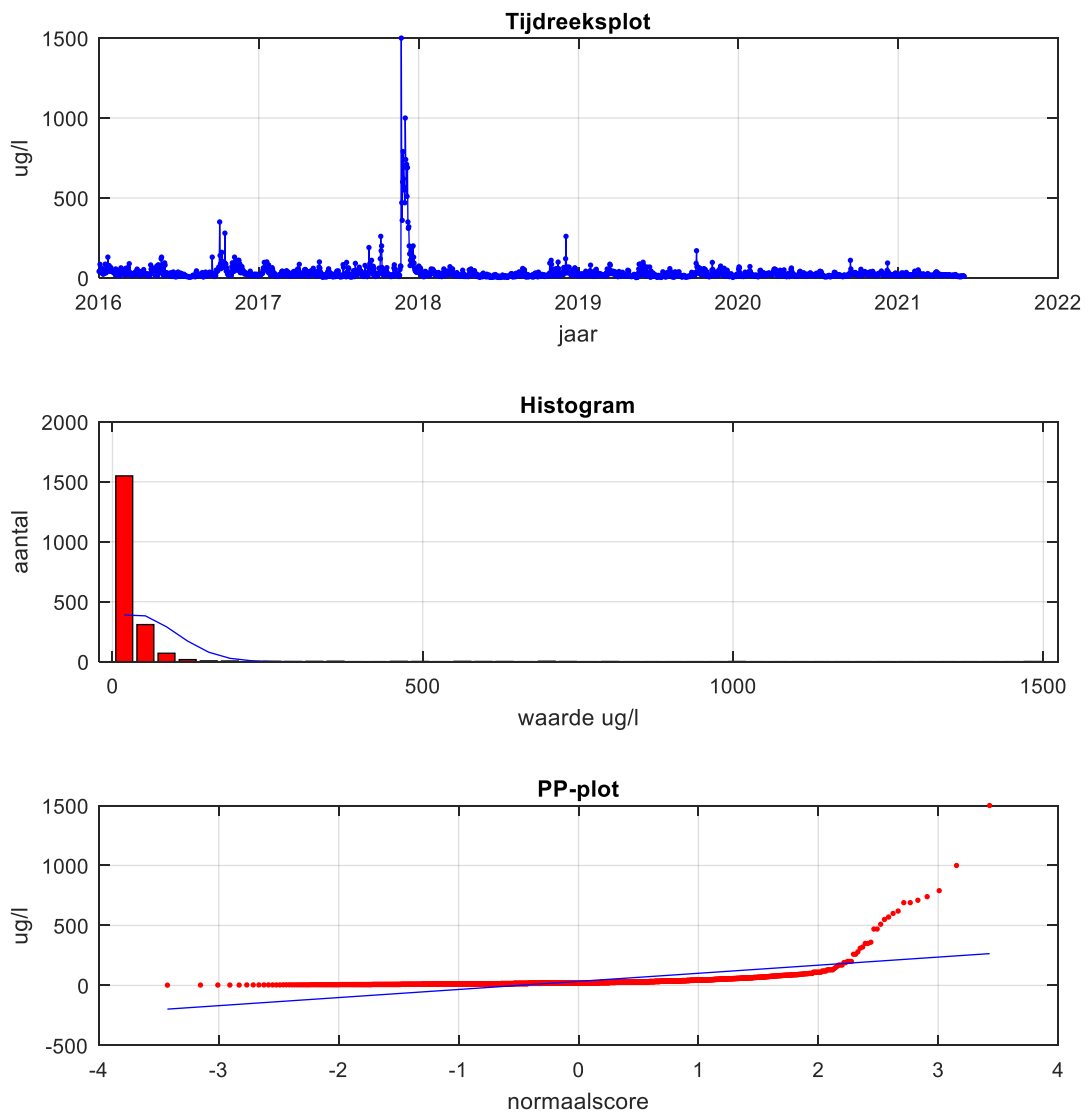 Tijdreeksplot
1500
1000
500
0
ug/l
2016 2017 2018 2019 2020 2021 2022
jaar
Histogram
2000
1500
1000
500
0
aantal
0 500 1000 1500
waarde ug/l
PP-plot
1500
1000
500
0
-500
ug/l
-4 -3 -2 -1 0 1 2 3 4
normaalscore